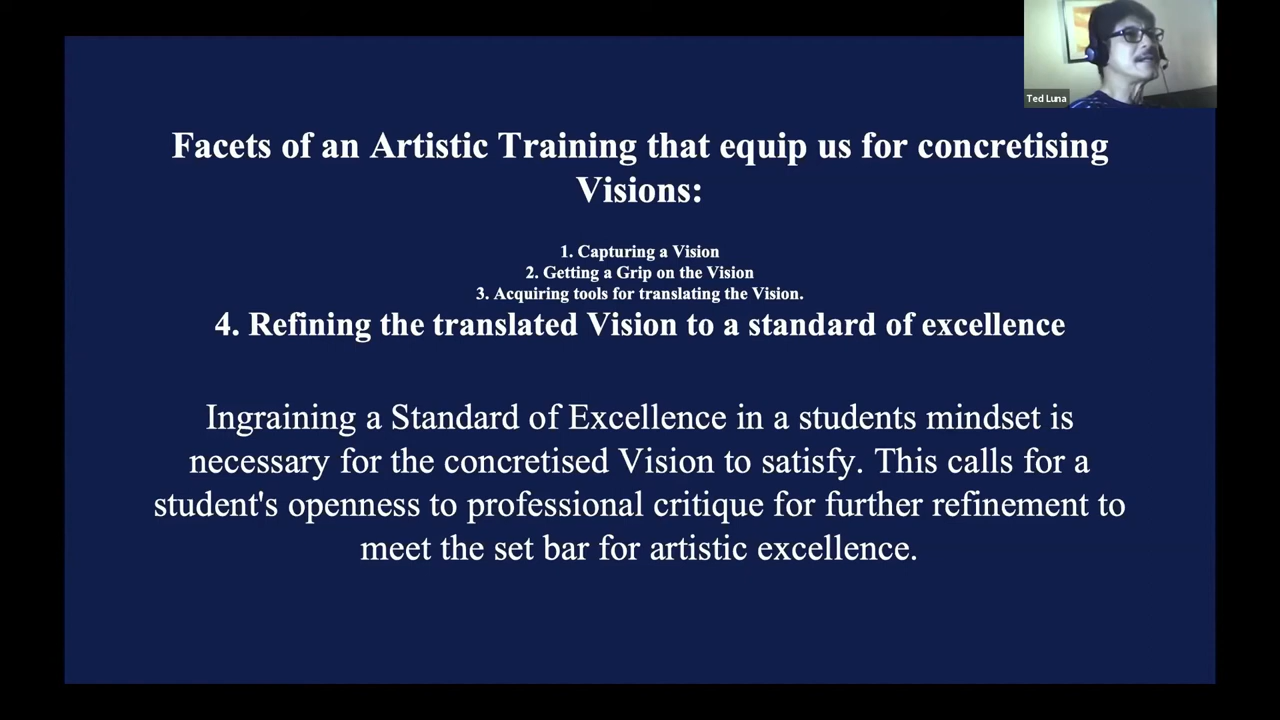 Ted Luna
Facets of an Artistic Training that equip us for concretising
Visions:
1. Capturing a Vision
2. Getting a Grip on the Vision
3. Acquiring tools for translating the Vision.
4. Refining the translated Vision to a standard of excellence
Ingraining a Standard of Excellence in a students mindset is
necessary for the concretised Vision to satisfy. This calls for a
student's openness to professional critique for further refinement to
meet the set bar for artistic excellence.